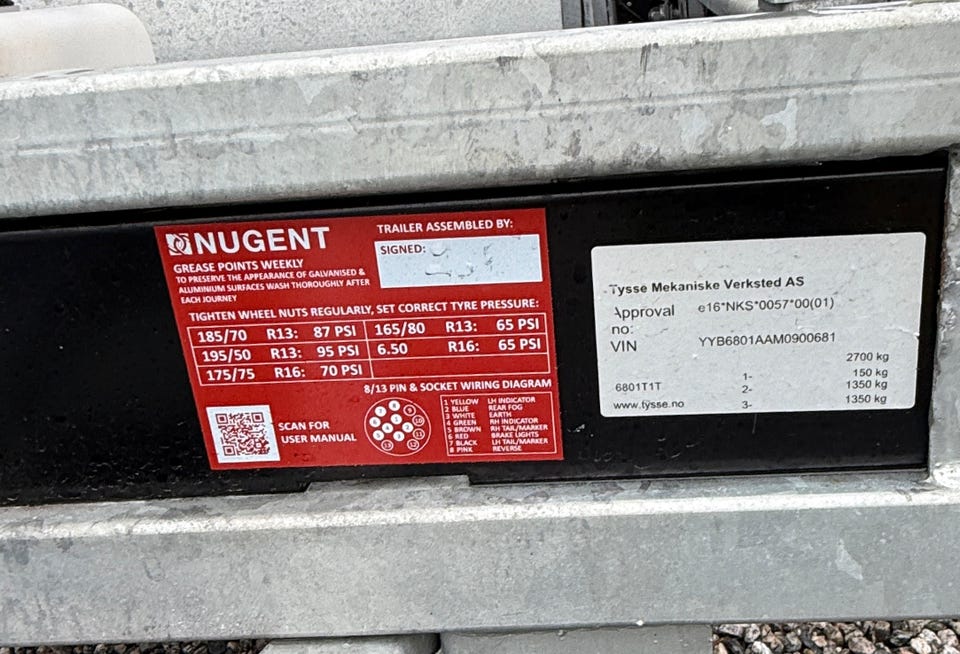 NUGENT
GREASE POINTS WEEKLY
TO PRESERVE THE APPEARANCE OF GALVANISED &
ALUMINIUM SURFACES WASH THOROUGHLY AFTER
EACH JOURNEY
TRAILER ASSEMBLED BY:
SIGNED:
TIGHTEN WHEEL NUTS REGULARLY, SET CORRECT TYRE PRESSURE:
185/70 R13: 87 PSI 165/80 R13: 65 PSI
195/50 R13: 95 PSI 6.50 R16: 65 PSI
175/75 R16: 70 PSI
SCAN FOR
USER MANUAL
8/13 PIN & SOCKET WIRING DIAGRAM
1 YELLOW LH INDICATOR
2 BLUE REAR FOG
3 WHITE EARTH
4 GREEN RH INDICATOR
5 BROWN RH TAIL/MARKER
6 RED BRAKE LIGHTS
7 BLACK LH TAIL/MARKER
8 PINK REVERSE
Tysse Mekaniske Verksted AS
Approval no: e16*NKS*0057*00(01)
VIN YYB6801AAM0900681
2700 kg
1- 150 kg
6801T1T 2- 1350 kg
www.tysse.no 3- 1350 kg